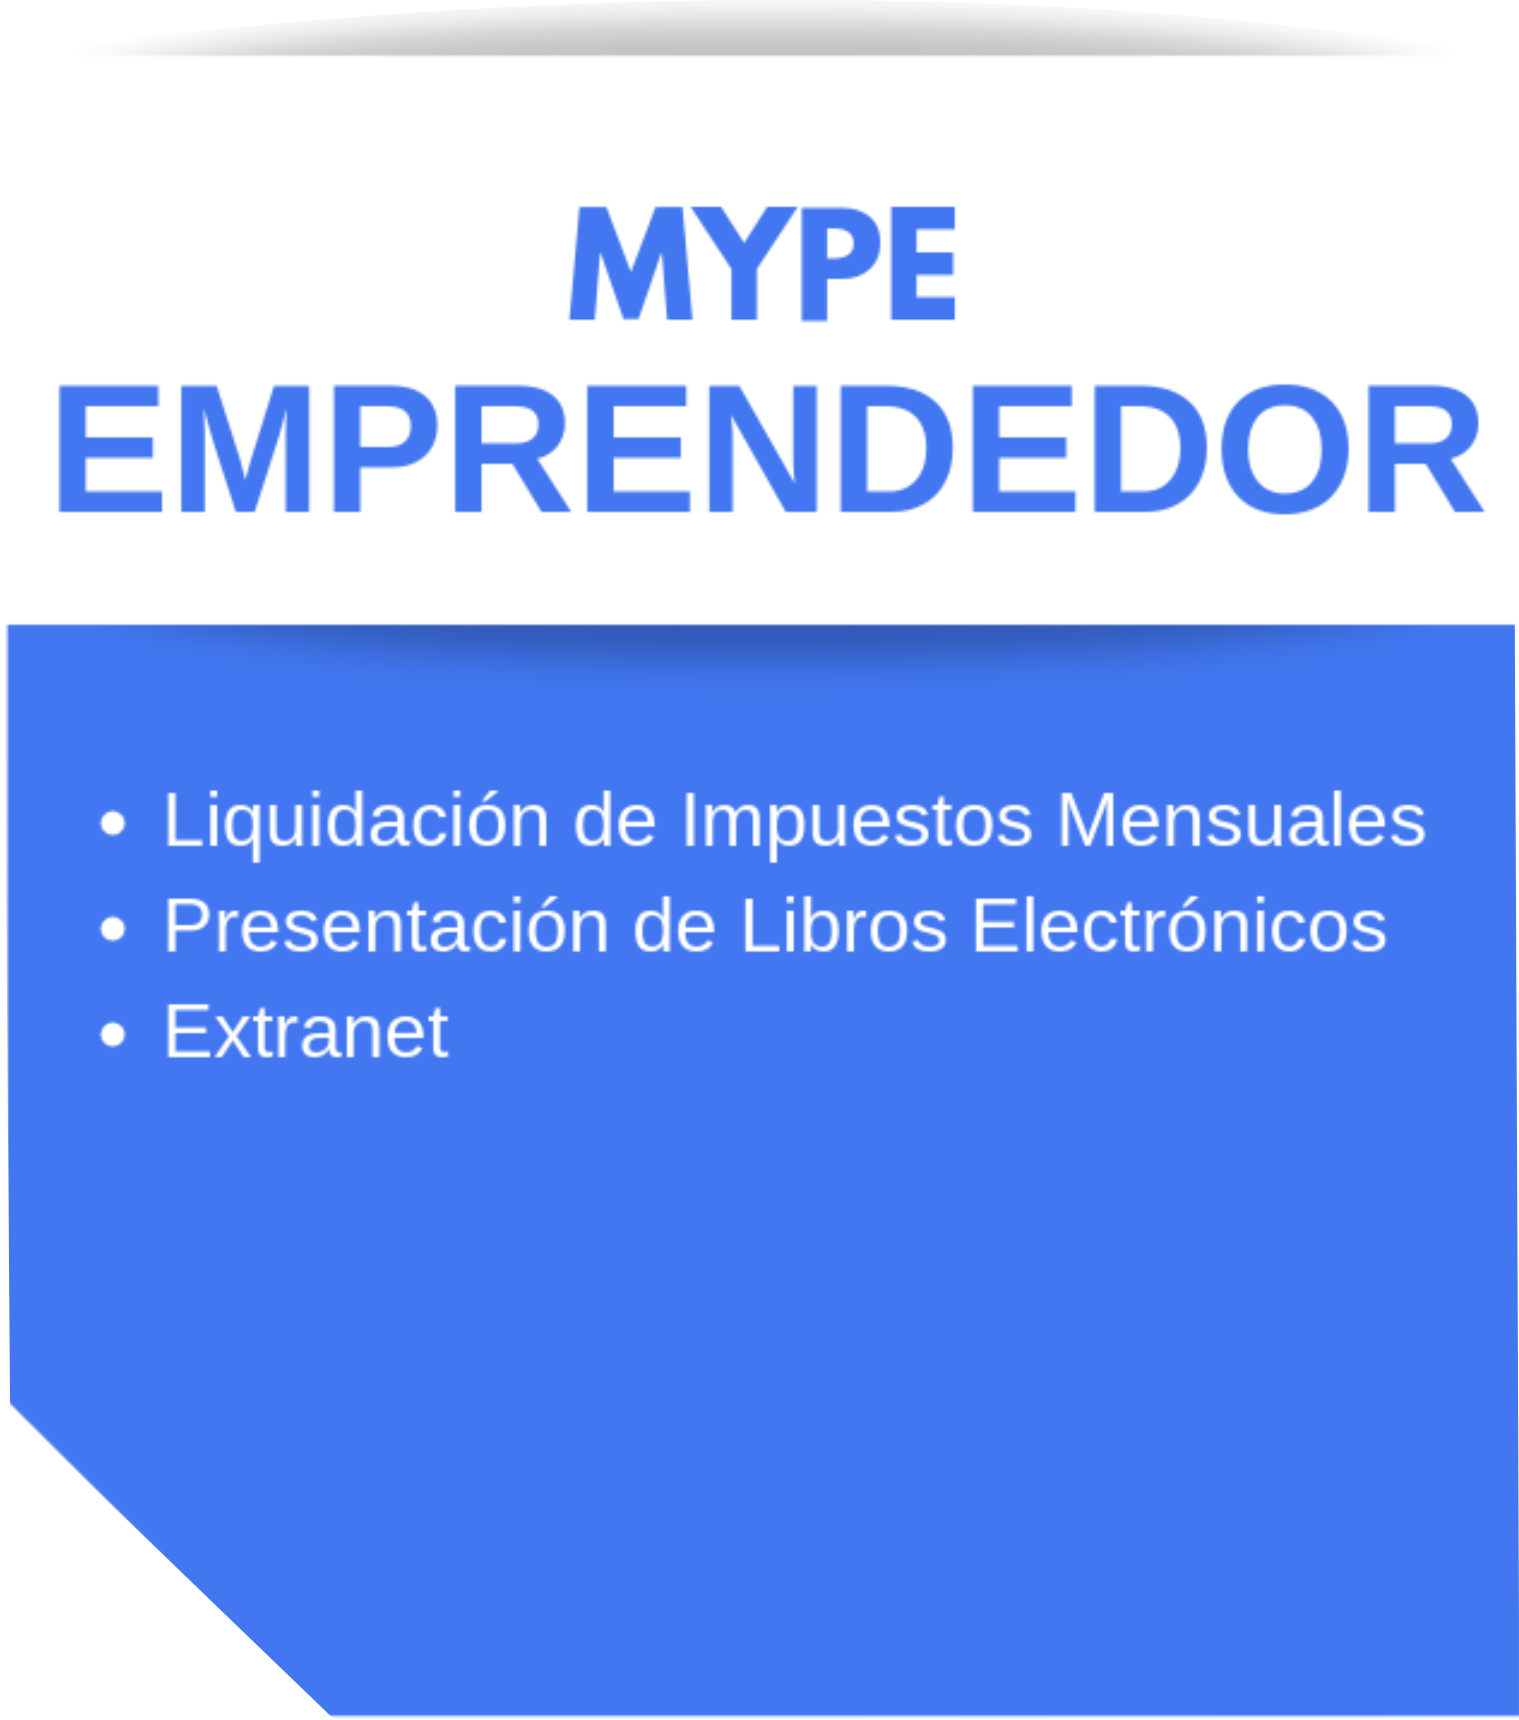 MYPE
EMPRENDEDOR
• Liquidación de Impuestos Mensuales
• Presentación de Libros Electrónicos
• Extranet